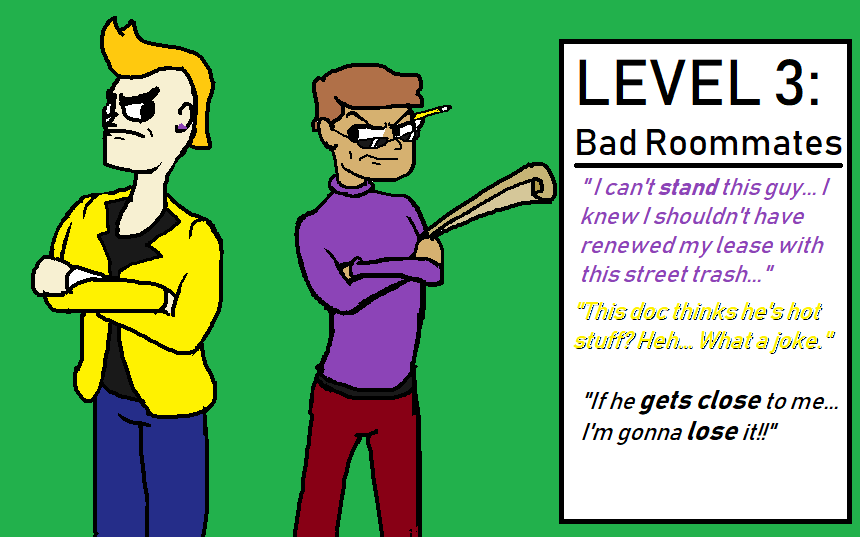 LEVEL 3:
Bad Roommates
"I can't stand this guy... I
knew I shouldn't have
renewed my lease with
this street trash..."
"This doc thinks he's hot
stuff? Heh... What a joke."
"If he gets close to me...
I'm gonna lose it!!"